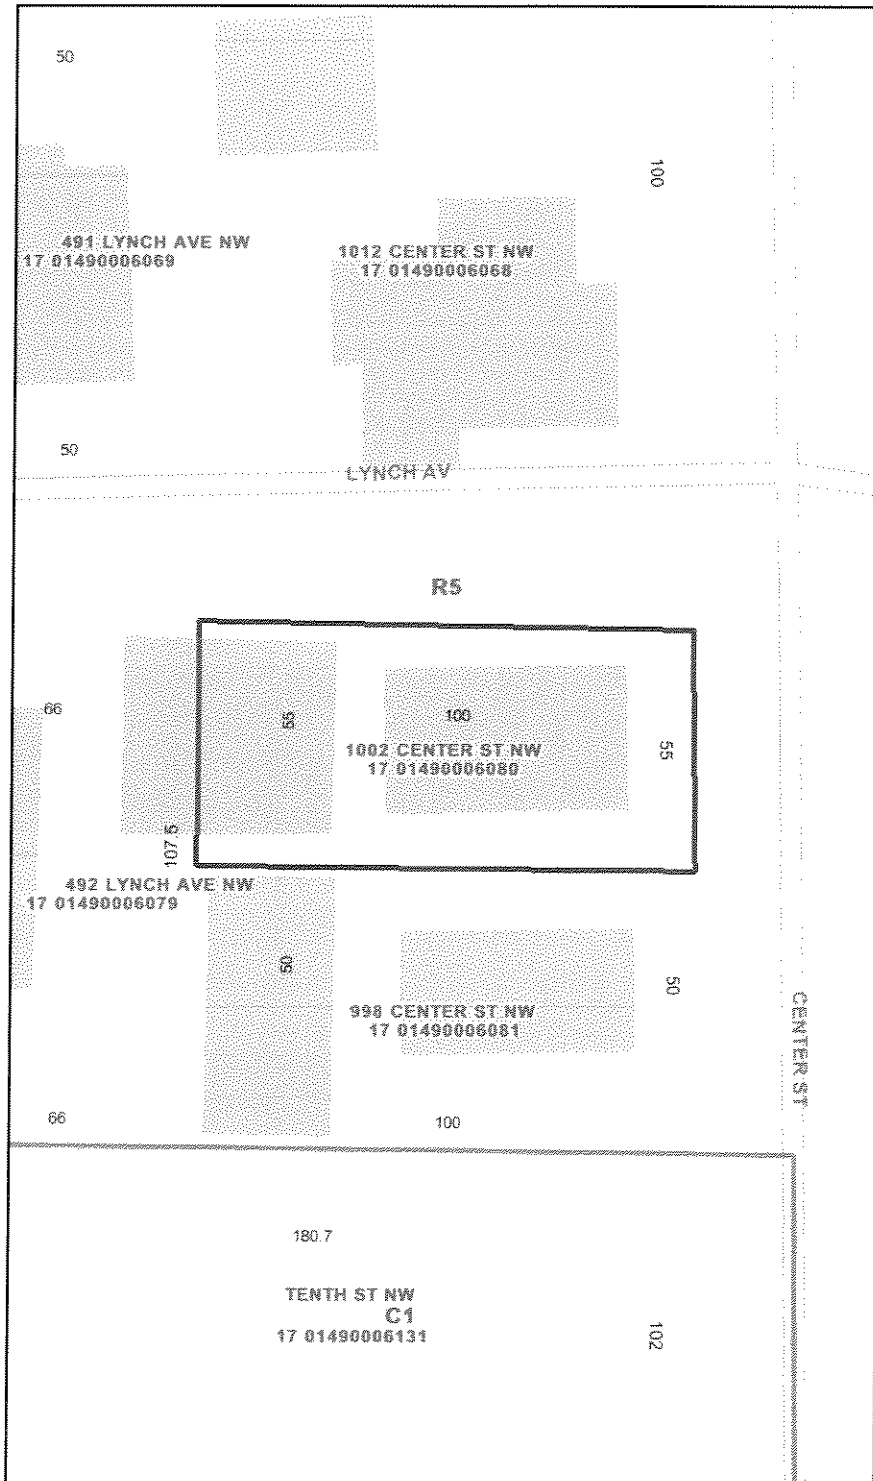 50
100
491 LYNCH AVE NW
17 01490006069
1012 CENTER ST NW
17 01490006068
50
LYNCH AV
R5
66
55
100
1002 CENTER ST NW
17 01490006080
55
107.5
492 LYNCH AVE NW
17 01490006079
50
50
998 CENTER ST NW
17 01490006081
CENTER ST
66
100
180.7
TENTH ST NW
C1
17 01490006131
102